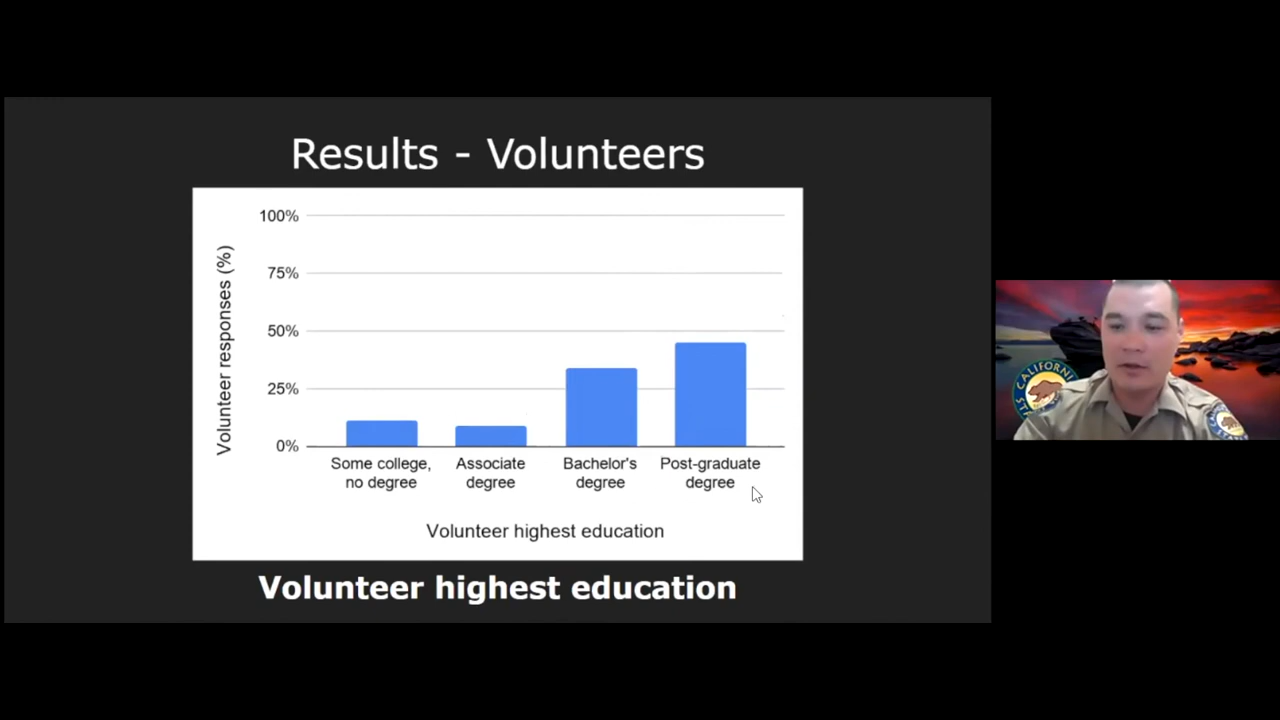 Results - Volunteers
100%
75%
50%
25%
0%
Volunteer responses (%)
Some college,
no degree
Associate
degree
Bachelor's
degree
Post-graduate
degree
Volunteer highest education
Volunteer highest education
CALIFORNI